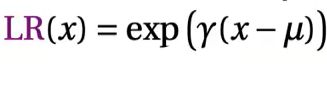 LR(x) = exp(γ(x − μ))